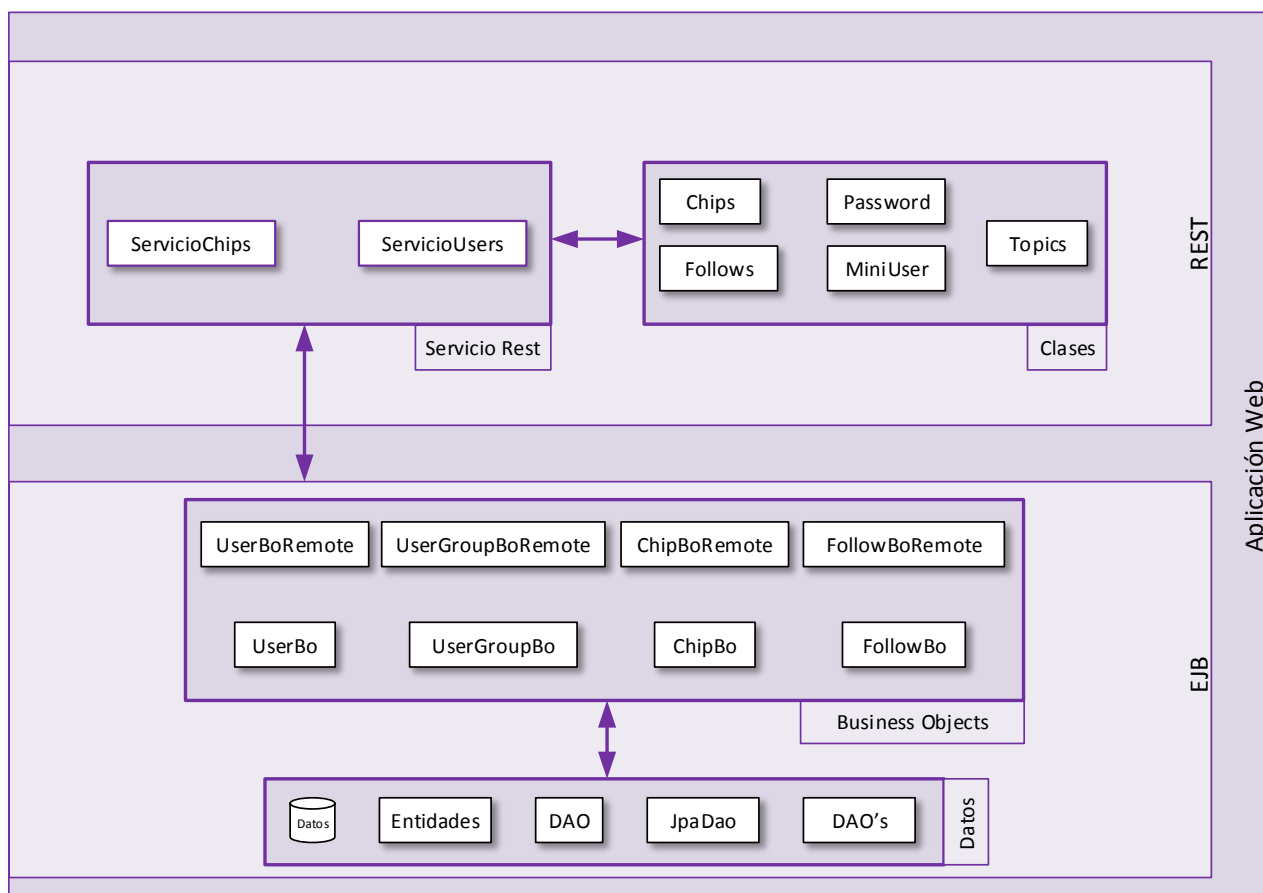 Chips
Password
ServicioChips
ServicioUsers
Topics
Follows
MiniUser
Servicio Rest
Clases
REST
Aplicación Web
UserBoRemote
UserGroupBoRemote
ChipBoRemote
FollowBoRemote
UserBo
UserGroupBo
ChipBo
FollowBo
EJB
Business Objects
Datos
Entidades
DAO
JpaDao
DAO’s
Datos